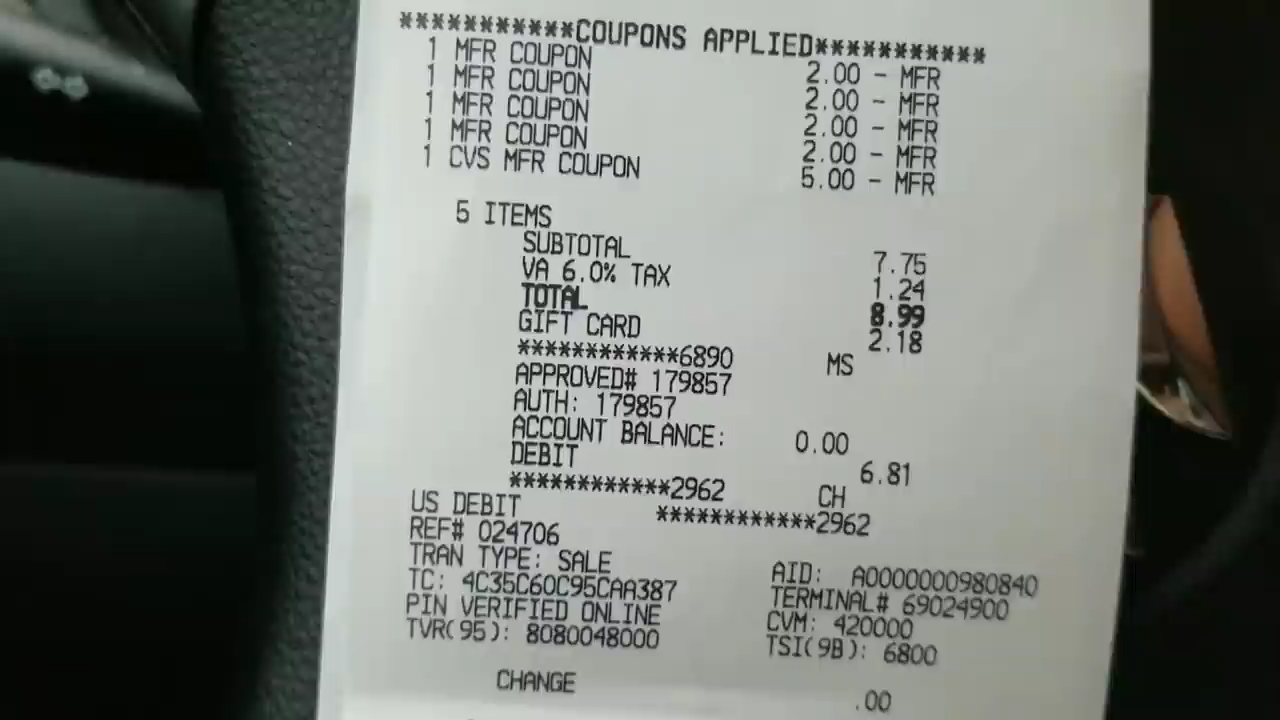 ***********COUPONS APPLIED***********
1 MFR COUPON 2.00 - MFR
1 MFR COUPON 2.00 - MFR
1 MFR COUPON 2.00 - MFR
1 MFR COUPON 2.00 - MFR
1 CVS MFR COUPON 5.00 - MFR
5 ITEMS
SUBTOTAL 7.75
VA 6.0% TAX 1.24
TOTAL 8.99
GIFT CARD 2.18
************6890 MS
APPROVED# 179857
AUTH: 179857
ACCOUNT BALANCE: 0.00
DEBIT 6.81
************2962 CH
US DEBIT ************2962
REF# 024706
TRAN TYPE: SALE AID: A0000000980840
TC: 4C35C60C95CAA387 TERMINAL# 69024900
PIN VERIFIED ONLINE CVM: 420000
TVR(95): 8080048000 TSI(9B): 6800
CHANGE .00